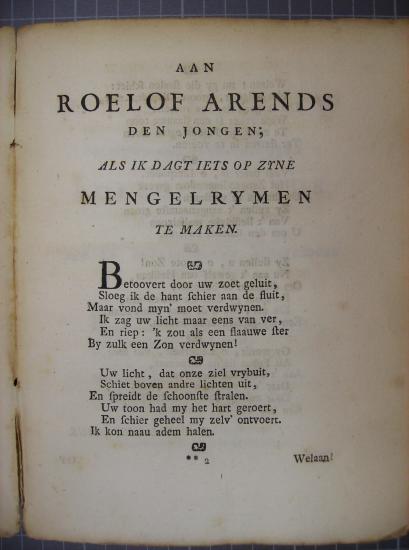 AAN
ROELOF ARENDS
DEN JONGEN;
ALS IK DAGT IETS OP ZYNE
MENGELRYMEN
TE MAKEN.
Betoovert door uw zoet geluit,
Sloeg ik de hant ſchier aan de fluit,
Maar vond myn' moet verdwynen.
Ik zag uw licht maar eens van ver,
En riep: 'k zou als een flaauwe ſter
By zulk een Zon verdwynen!
Uw licht, dat onze ziel vrybuit,
Schiet boven andre lichten uit,
En ſpreidt de ſchoonſte ſtralen.
Uw toon had my het hart geroert,
En ſchier geheel my zelv' ontvoert.
Ik kon naau adem halen.
** 2 Welaan!